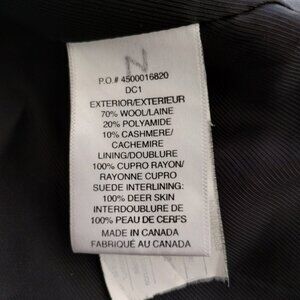 N
P.O.# 4500016820
DC1
EXTERIOR/EXTERIEUR
70% WOOL/LAINE
20% POLYAMIDE
10% CASHMERE/
CACHEMIRE
LINING/DOUBLURE
100% CUPRO RAYON/
RAYONNE CUPRO
SUEDE INTERLINING:
100% DEER SKIN
INTERDOUBLURE DE
100% PEAU DE CERFS
MADE IN CANADA
FABRIQUÉ AU CANADA